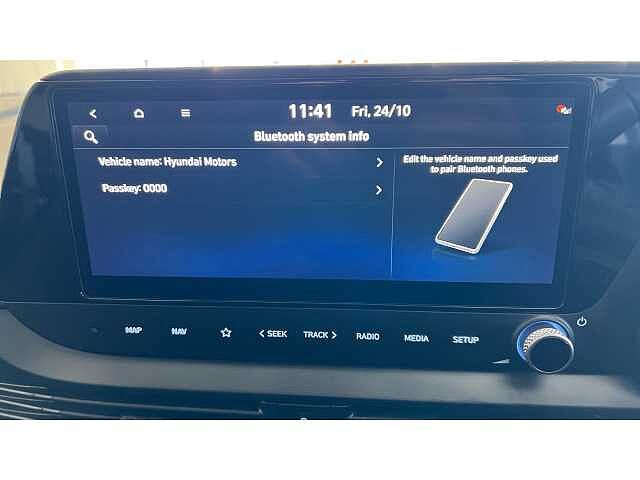 11:41 Fri, 24/10
Bluetooth system info
Vehicle name: Hyundai Motors
Passkey: 0000
Edit the vehicle name and passkey used
to pair Bluetooth phones.
MAP NAV SEEK TRACK RADIO MEDIA SETUP